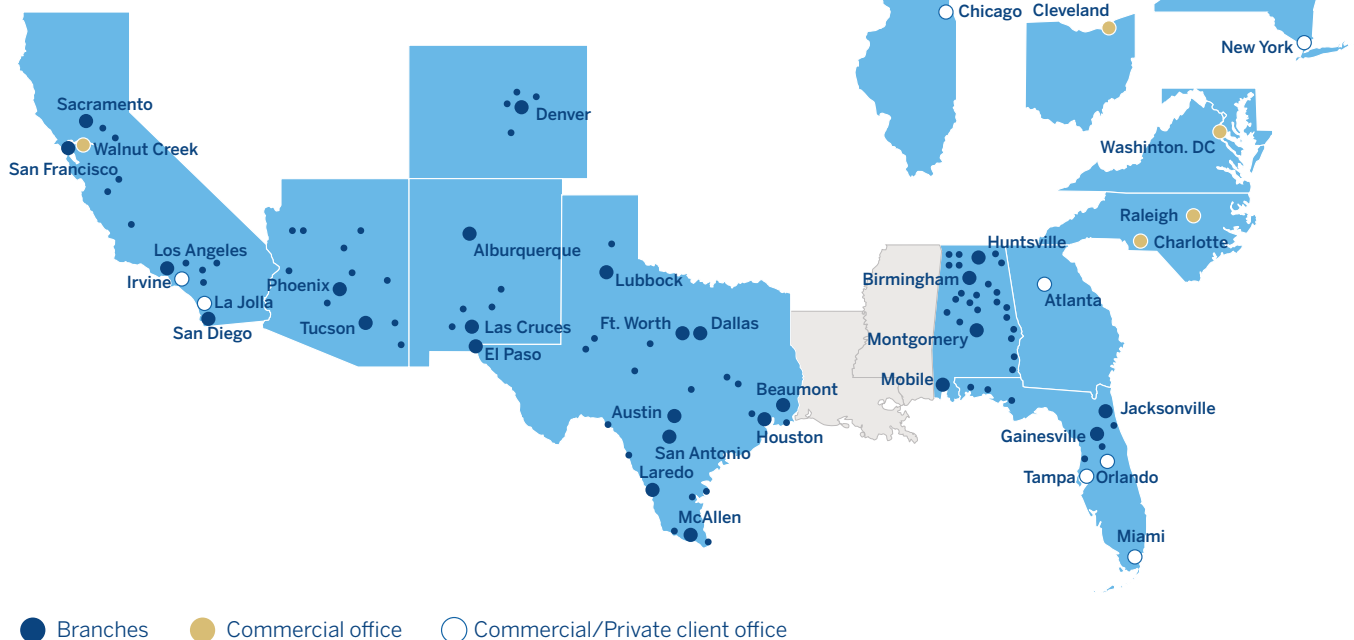 Chicago
Cleveland
New York
Sacramento
Denver
Walnut Creek
Washinton. DC
San Francisco
Raleigh
Charlotte
Los Angeles
Alburquerque
Huntsville
Irvine
Phoenix
Lubbock
Birmingham
La Jolla
Atlanta
San Diego
Tucson
Las Cruces
Ft. Worth
Dallas
Montgomery
El Paso
Mobile
Beaumont
Austin
Jacksonville
Houston
Gainesville
San Antonio
Laredo
Tampa
Orlando
McAllen
Miami
Branches
Commercial office
Commercial/Private client office